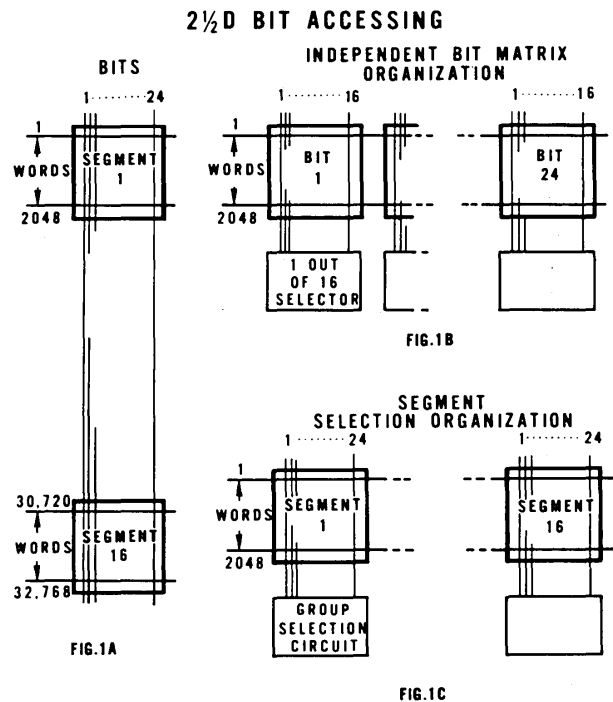 2½D BIT ACCESSING
BITS
1········24
1
WORDS
SEGMENT
1
2048
30,720
WORDS
SEGMENT
16
32,768
FIG.1A
INDEPENDENT BIT MATRIX
ORGANIZATION
1········16
1
WORDS
BIT
1
2048
1 OUT
OF 16
SELECTOR
1········16
BIT
24
FIG.1B
SEGMENT
SELECTION ORGANIZATION
1········24
1
WORDS
SEGMENT
1
2048
GROUP
SELECTION
CIRCUIT
1········24
SEGMENT
16
FIG.1C